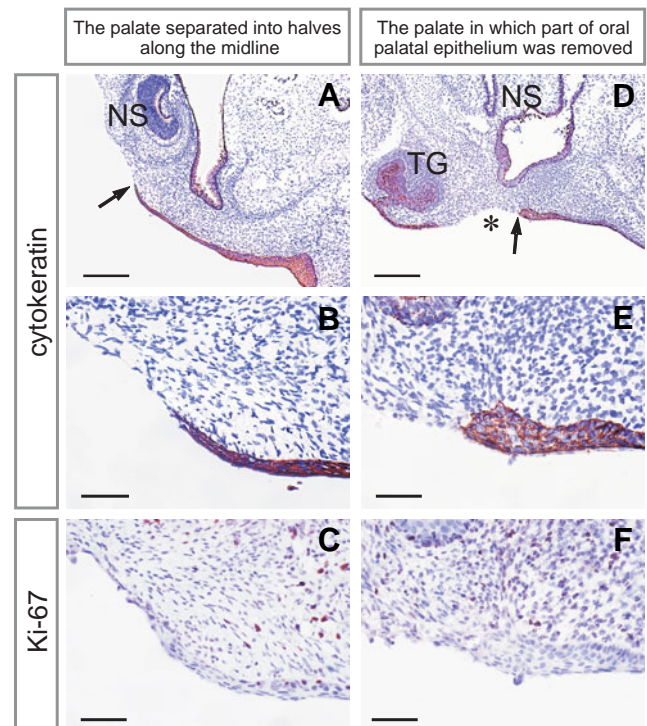 The palate separated into halves
along the midline
The palate in which part of oral
palatal epithelium was removed
cytokeratin
A
NS
D
NS
TG
*
B
E
Ki-67
C
F